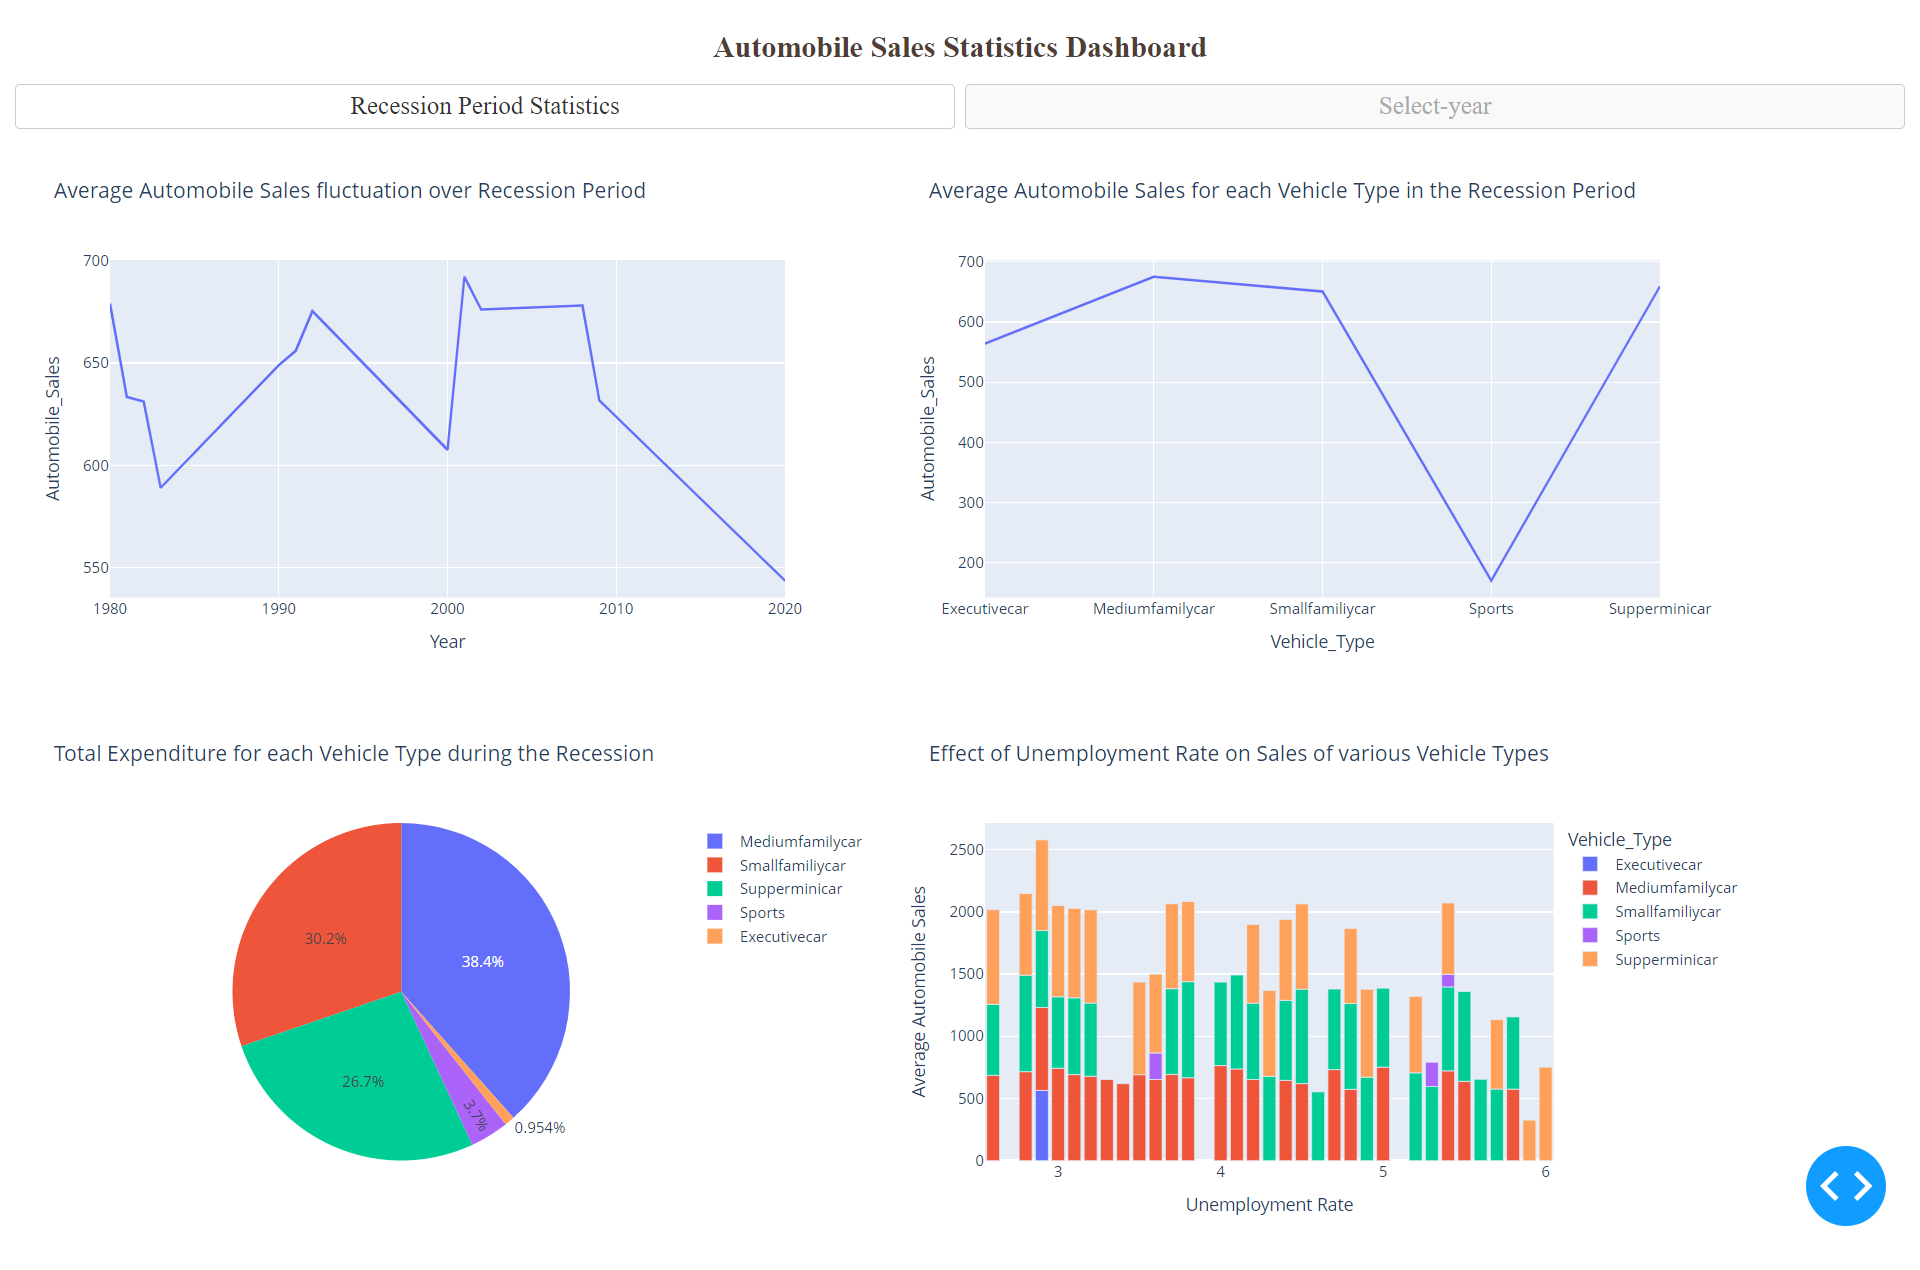 Automobile Sales Statistics Dashboard
Recession Period Statistics
Select-year
Average Automobile Sales fluctuation over Recession Period
700
650
600
550
Automobile_Sales
1980 1990 2000 2010 2020
Year
Average Automobile Sales for each Vehicle Type in the Recession Period
700
600
500
400
300
200
Automobile_Sales
Executivecar Mediumfamilycar Smallfamiliycar Sports Supperminicar
Vehicle_Type
Total Expenditure for each Vehicle Type during the Recession
30.2%
38.4%
26.7%
3.7%
0.954%
Mediumfamilycar
Smallfamiliycar
Supperminicar
Sports
Executivecar
Effect of Unemployment Rate on Sales of various Vehicle Types
2500
2000
1500
1000
500
0
Average Automobile Sales
3 4 5 6
Unemployment Rate
Vehicle_Type
Executivecar
Mediumfamilycar
Smallfamiliycar
Sports
Supperminicar